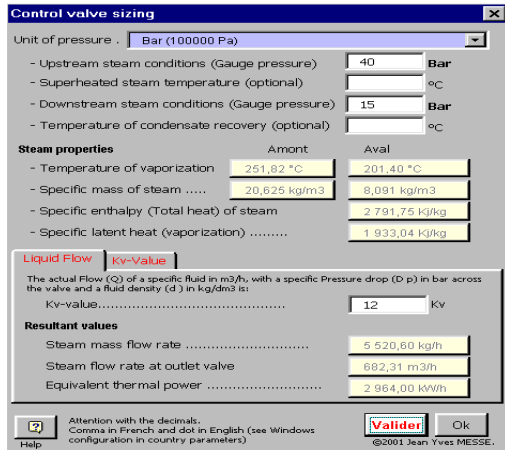 Control valve sizing
Unit of pressure . Bar (100000 Pa)
- Upstream steam conditions (Gauge pressure) 40 Bar
- Superheated steam temperature (optional) °C
- Downstream steam conditions (Gauge pressure) 15 Bar
- Temperature of condensate recovery (optional) °C
Steam properties Amont Aval
- Temperature of vaporization 251,82 °C 201,40 °C
- Specific mass of steam ..... 20,625 kg/m3 8,091 kg/m3
- Specific enthalpy (Total heat) of steam 2 791,75 Kj/kg
- Specific latent heat (vaporization) ......... 1 933,04 Kj/kg
Liquid Flow Kv-Value
The actual Flow (Q) of a specific fluid in m3/h, with a specific Pressure drop (D p) in bar across
the valve and a fluid density (d ) in kg/dm3 is:
Kv-value............................................ 12 Kv
Resultant values
Steam mass flow rate ............................. 5 520,60 kg/h
Steam flow rate at outlet valve 682,31 m3/h
Equivalent thermal power ........................... 2 964,00 kW/h
Help
Attention with the decimals.
Comma in French and dot in English (see Windows
configuration in country parameters)
Valider Ok
©2001 Jean Yves MESSE.